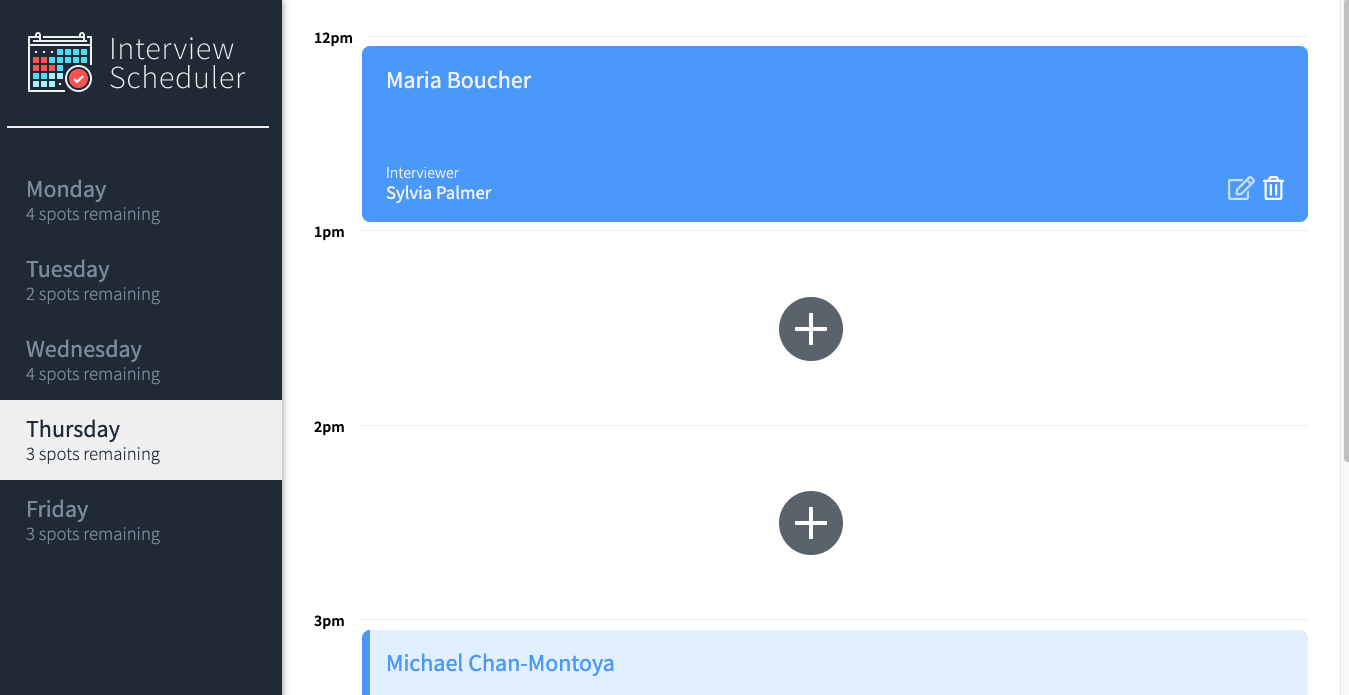 Interview
Scheduler
Monday
4 spots remaining
Tuesday
2 spots remaining
Wednesday
4 spots remaining
Thursday
3 spots remaining
Friday
3 spots remaining
12pm
Maria Boucher
Interviewer
Sylvia Palmer
1pm
2pm
3pm
Michael Chan-Montoya